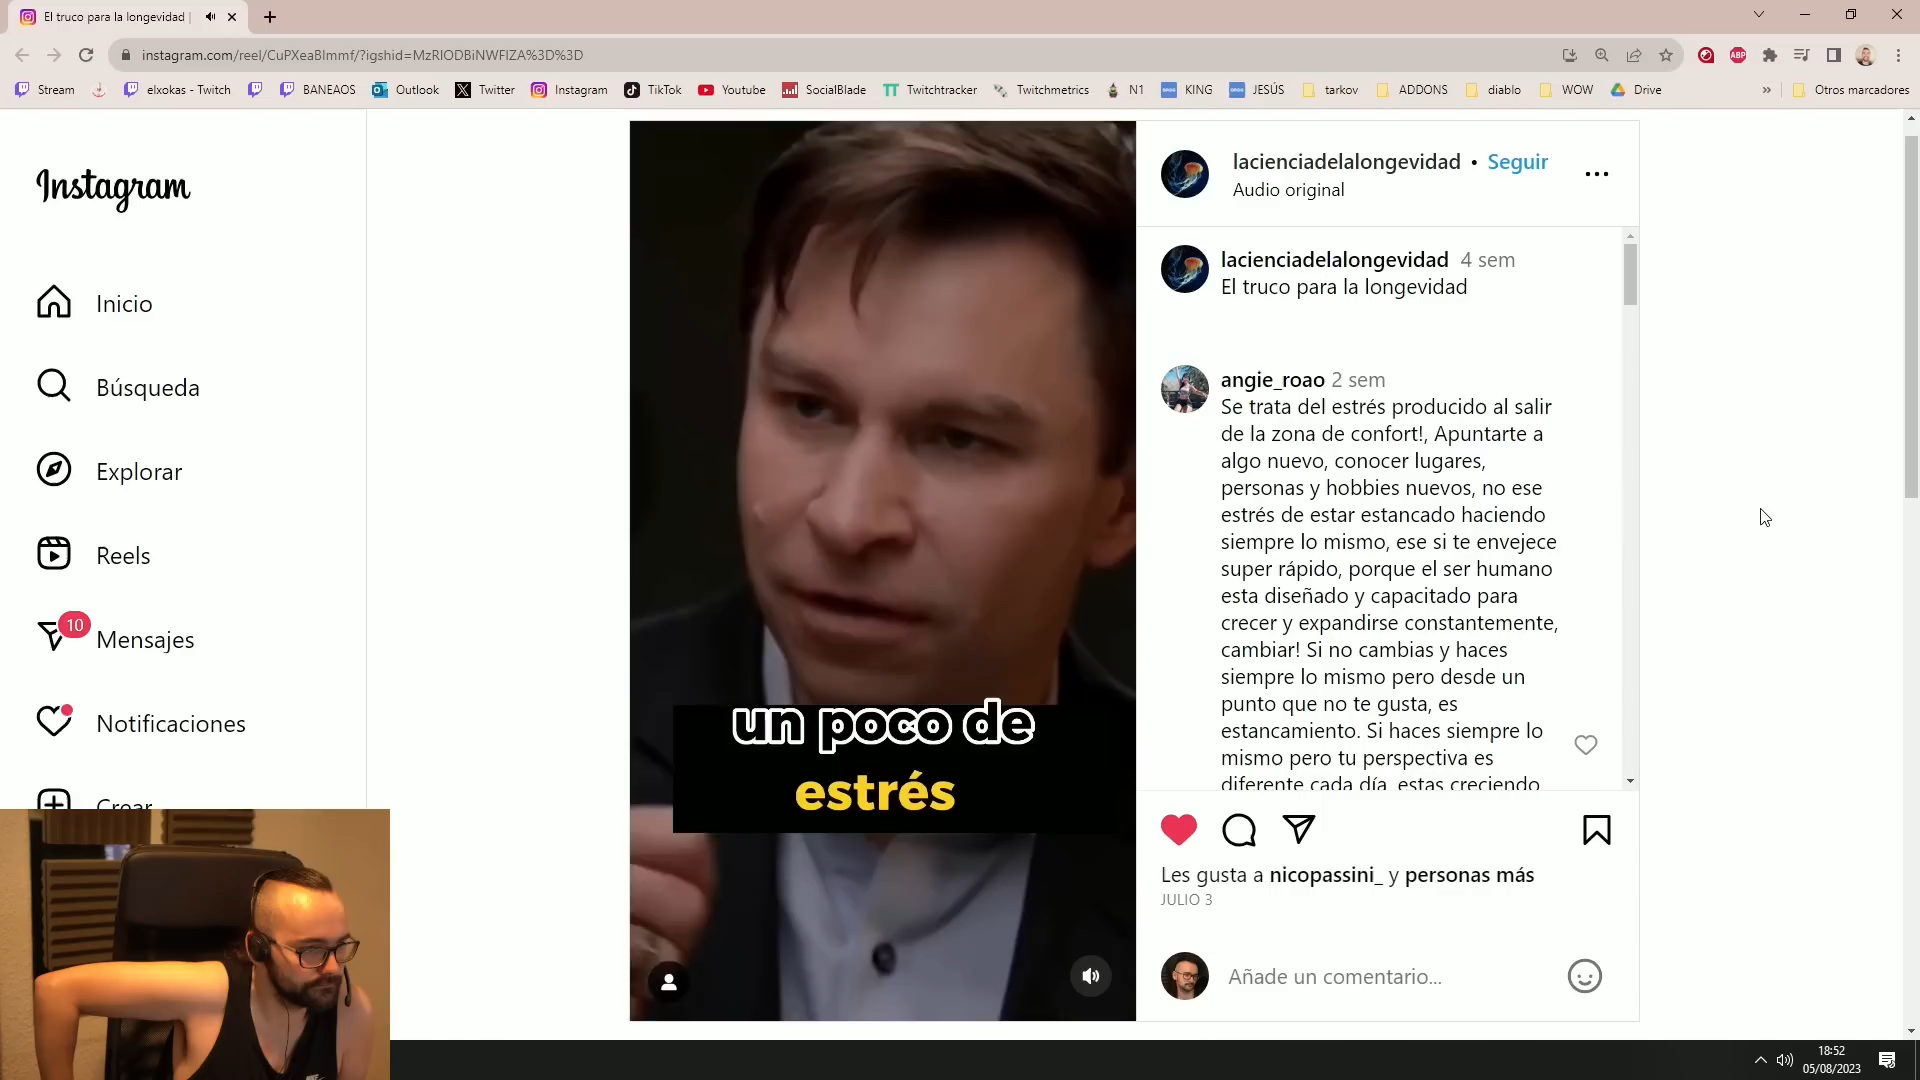 El truco para la longevidad |
instagram.com/reel/CuPXeaBImmf/?igshid=MzRlODBiNWFlZA%3D%3D
Stream
elxokas - Twitch
BANEAOS
Outlook
Twitter
Instagram
TikTok
Youtube
SocialBlade
Twitchtracker
Twitchmetrics
N1
KING
JESÚS
tarkov
ADDONS
diablo
WOW
Drive
»
Otros marcadores
ABP
Instagram
Inicio
Búsqueda
Explorar
Reels
10
Mensajes
Notificaciones
Crear
un poco de
estrés
lacienciadelalongevidad • Seguir
Audio original
lacienciadelalongevidad 4 sem
El truco para la longevidad
angie_roao 2 sem
Se trata del estrés producido al salir
de la zona de confort!, Apuntarte a
algo nuevo, conocer lugares,
personas y hobbies nuevos, no ese
estrés de estar estancado haciendo
siempre lo mismo, ese si te envejece
super rápido, porque el ser humano
esta diseñado y capacitado para
crecer y expandirse constantemente,
cambiar! Si no cambias y haces
siempre lo mismo pero desde un
punto que no te gusta, es
estancamiento. Si haces siempre lo
mismo pero tu perspectiva es
diferente cada día, estas creciendo
Les gusta a nicopassini_ y personas más
JULIO 3
Añade un comentario...
18:52
05/08/2023